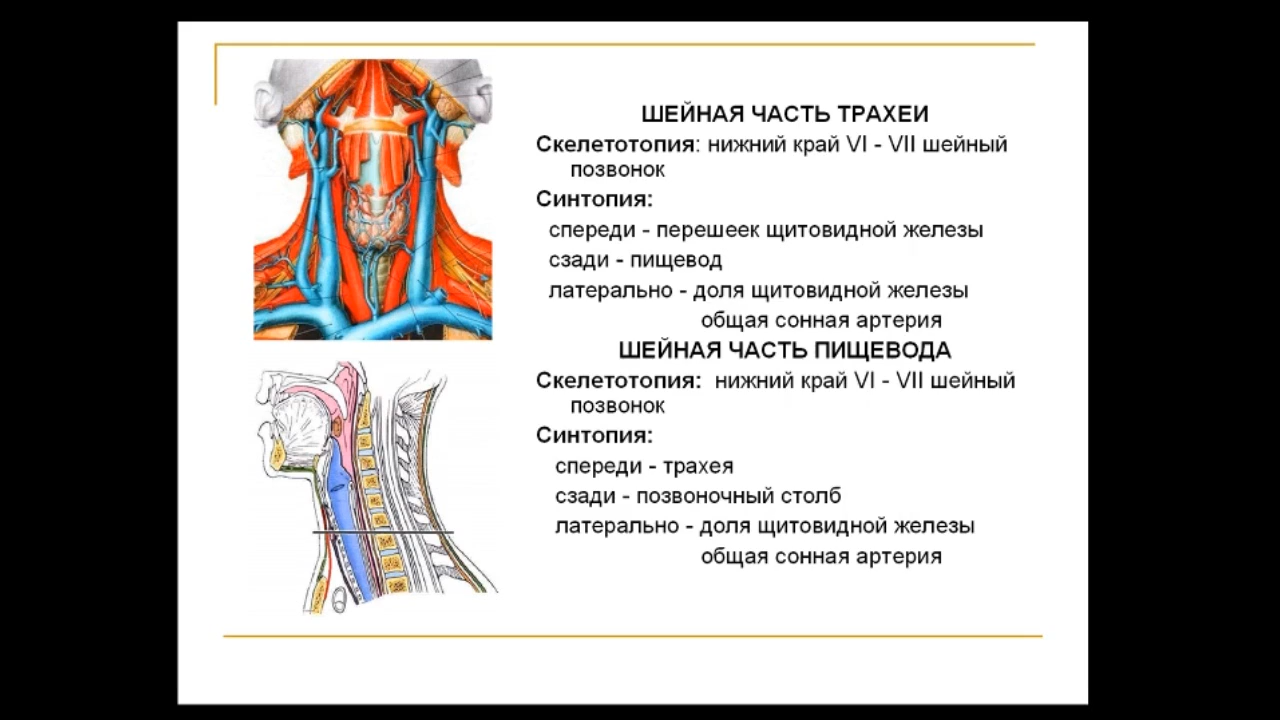 ШЕЙНАЯ ЧАСТЬ ТРАХЕИ
Скелетотопия: нижний край VI - VII шейный
позвонок
Синтопия:
спереди - перешеек щитовидной железы
сзади - пищевод
латерально - доля щитовидной железы
общая сонная артерия
ШЕЙНАЯ ЧАСТЬ ПИЩЕВОДА
Скелетотопия: нижний край VI - VII шейный
позвонок
Синтопия:
спереди - трахея
сзади - позвоночный столб
латерально - доля щитовидной железы
общая сонная артерия